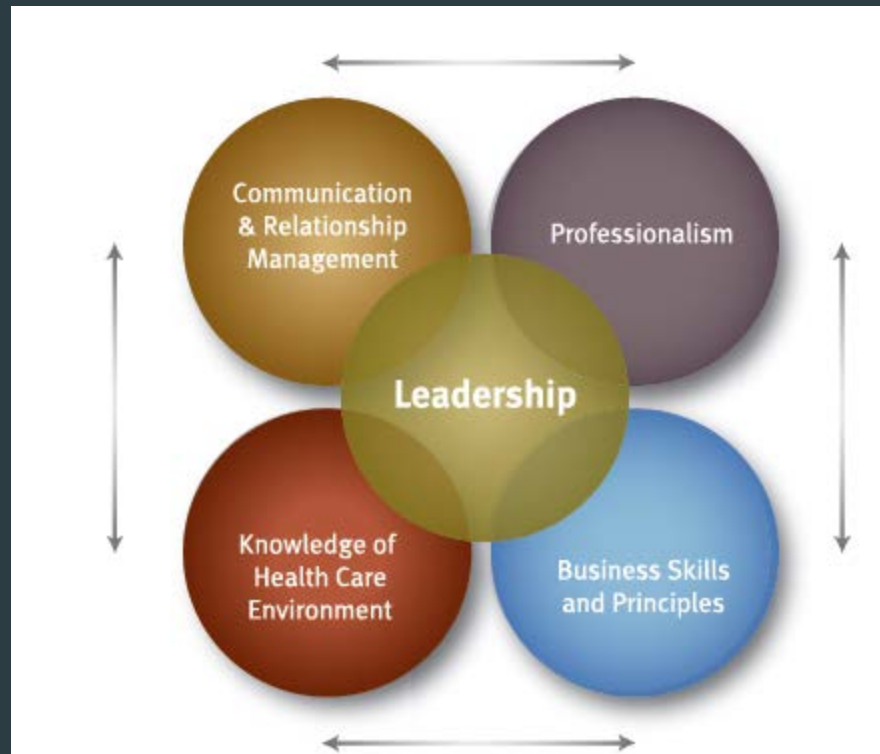 Communication
& Relationship
Management
Professionalism
Leadership
Knowledge of
Health Care
Environment
Business Skills
and Principles